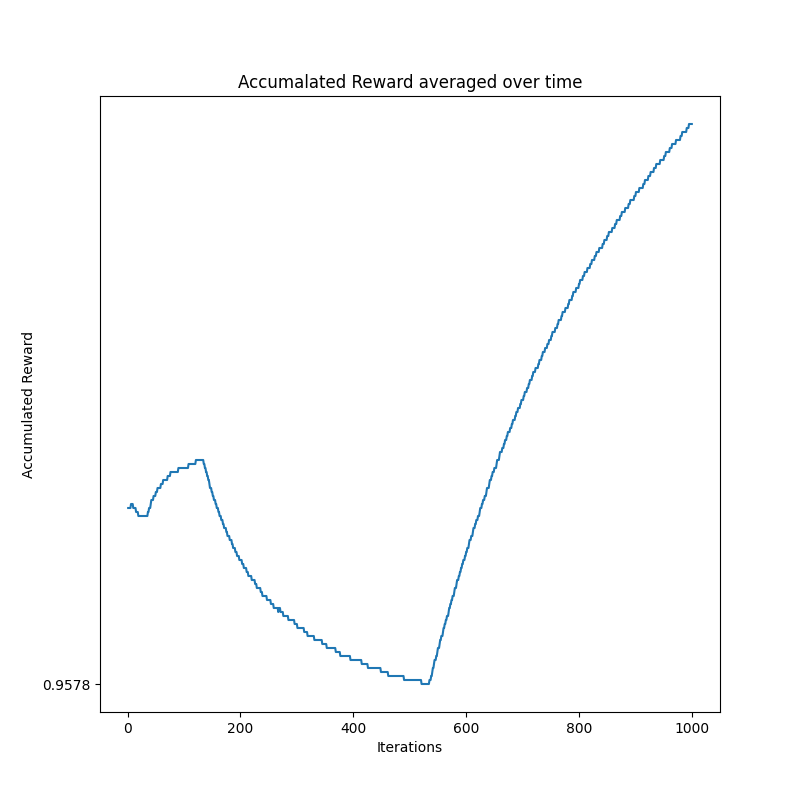 Accumalated Reward averaged over time
Accumulated Reward
0.9578
0 200 400 600 800 1000
Iterations